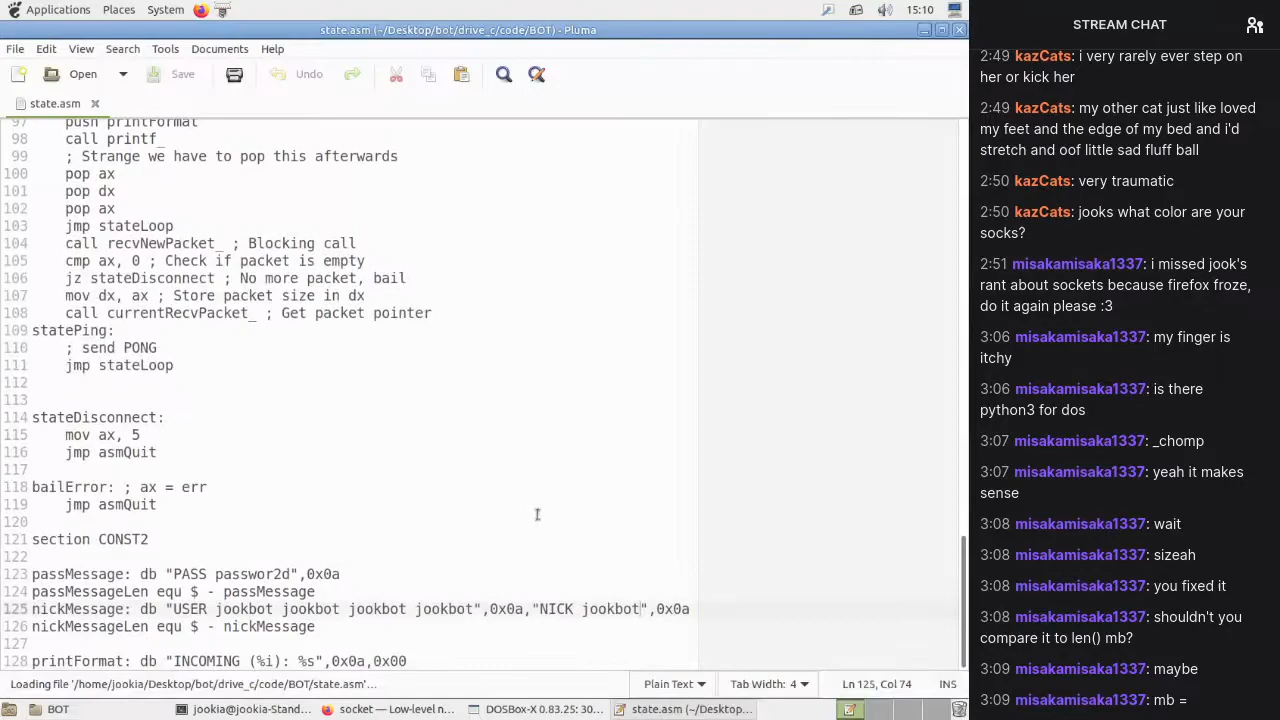 Applications Places System 15:10
state.asm (~/Desktop/bot/drive_c/code/BOT) - Pluma
File Edit View Search Tools Documents Help
Open Save Undo
state.asm
97 push printFormat
98 call printf_
99 ; Strange we have to pop this afterwards
100 pop ax
101 pop dx
102 pop ax
103 jmp stateLoop
104 call recvNewPacket_ ; Blocking call
105 cmp ax, 0 ; Check if packet is empty
106 jz stateDisconnect ; No more packet, bail
107 mov dx, ax ; Store packet size in dx
108 call currentRecvPacket_ ; Get packet pointer
109 statePing:
110 ; send PONG
111 jmp stateLoop
112
113
114 stateDisconnect:
115 mov ax, 5
116 jmp asmQuit
117
118 bailError: ; ax = err
119 jmp asmQuit
120
121 section CONST2
122
123 passMessage: db "PASS passwor2d",0x0a
124 passMessageLen equ $ - passMessage
125 nickMessage: db "USER jookbot jookbot jookbot jookbot",0x0a,"NICK jookbot",0x0a
126 nickMessageLen equ $ - nickMessage
127
128 printFormat: db "INCOMING (%i): %s",0x0a,0x00
Loading file '/home/jookia/Desktop/bot/drive_c/code/BOT/state.asm'... Plain Text Tab Width: 4 Ln 125, Col 74 INS
BOT jookia@jookia-Stand... socket — Low-level n... DOSBox-X 0.83.25: 30... state.asm (~/Desktop...
STREAM CHAT
2:49 kazCats: i very rarely ever step on
her or kick her
2:49 kazCats: my other cat just like loved
my feet and the edge of my bed and i'd
stretch and oof little sad fluff ball
2:50 kazCats: very traumatic
2:50 kazCats: jooks what color are your
socks?
2:51 misakamisaka1337: i missed jook's
rant about sockets because firefox froze,
do it again please :3
3:06 misakamisaka1337: my finger is
itchy
3:06 misakamisaka1337: is there
python3 for dos
3:07 misakamisaka1337: _chomp
3:07 misakamisaka1337: yeah it makes
sense
3:08 misakamisaka1337: wait
3:08 misakamisaka1337: sizeah
3:08 misakamisaka1337: you fixed it
3:08 misakamisaka1337: shouldn't you
compare it to len() mb?
3:09 misakamisaka1337: maybe
3:09 misakamisaka1337: mb =